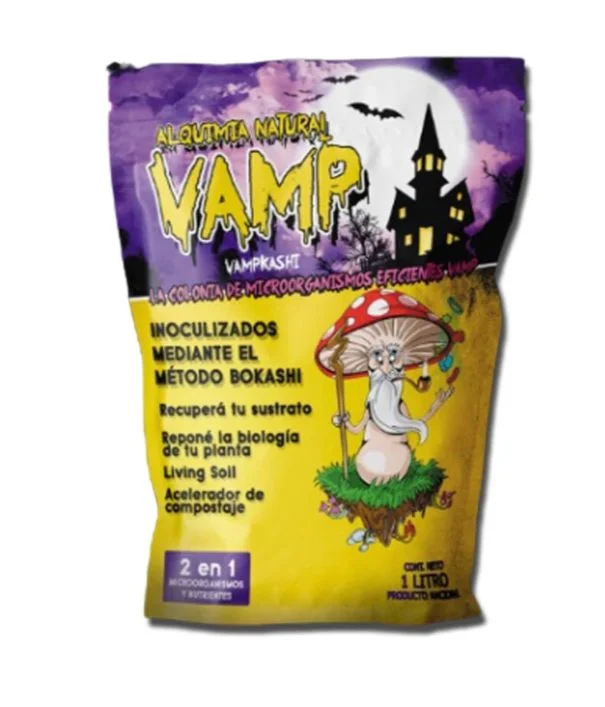 ALQUIMIA NATURAL
VAMP
VAMPKASHI
LA COLONIA DE MICROORGANISMOS EFICIENTES VAMP
INOCULIZADOS
MEDIANTE EL
MÉTODO BOKASHI
Recuperá tu sustrato
Reponé la biología
de tu planta
Living Soil
Acelerador de
compostaje
2 en 1
MICROORGANISMOS
Y NUTRIENTES
CONT. NETO
1 LITRO
PRODUCTO NACIONAL